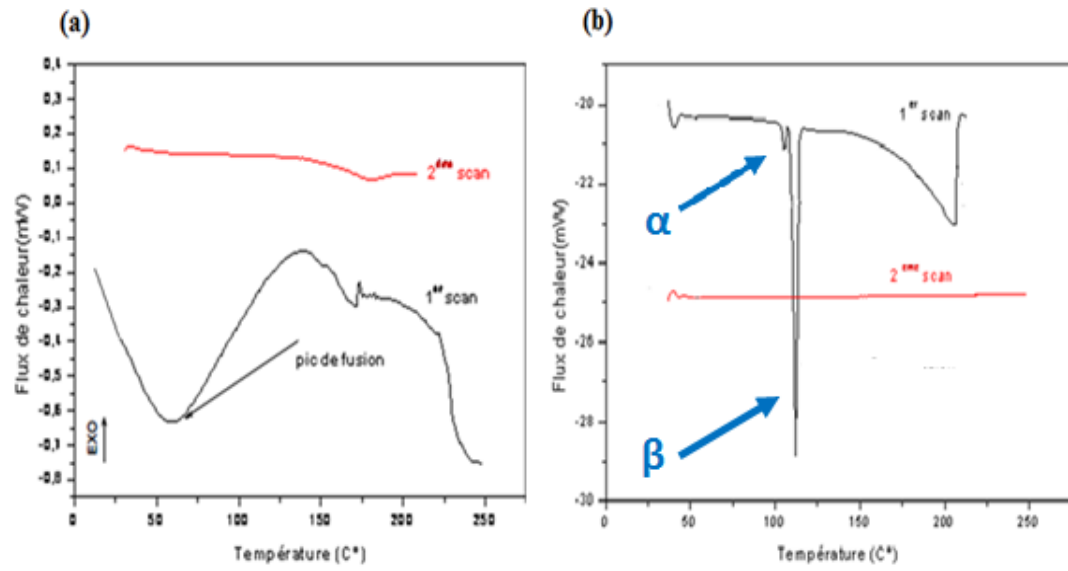 (a)
0,4
0,3
0,2
0,1
0,0
-0,1
-0,2
-0,3
-0,4
-0,5
-0,6
-0,7
-0,8
Flux de chaleur(mW)
2ème scan
1er scan
pic de fusion
EXO
0 50 100 150 200 250
Température (C°)
(b)
-20
-22
-24
-26
-28
-30
Flux de chaleur(mW)
1er scan
α
2ème scan
β
0 50 100 150 200 250
Température (C°)